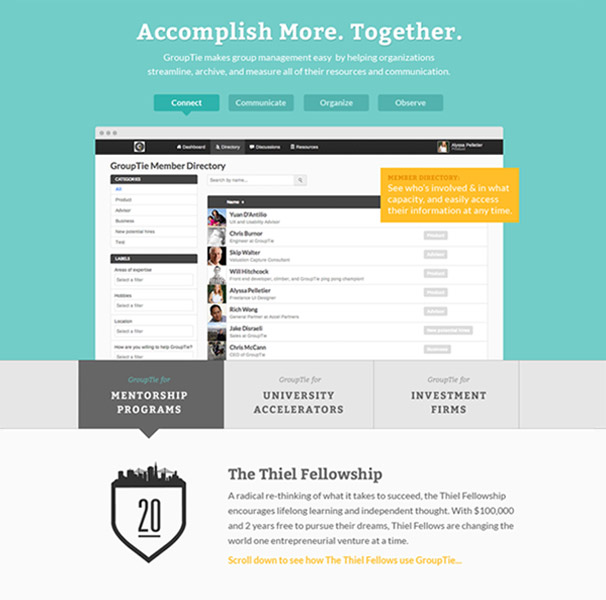 Accomplish More. Together.
GroupTie makes group management easy by helping organizations
streamline, archive, and measure all of their resources and communication.
Connect
Communicate
Organize
Observe
Dashboard
Directory
Discussions
Resources
Alyssa Pelletier
GroupTie Member Directory
CATEGORIES
All
Product
Advisor
Business
New potential hires
Test
LABELS
Areas of expertise
Select a filter
Hobbies
Select a filter
Location
Select a filter
How are you willing to help GroupTie?
Select a filter
Search by name...
Name
Yuan D'Antilio
UX and Usability Advisor
Chris Burnor
Engineer at GroupTie
Product
Skip Walter
Valuation Capture Consultant
Advisor
Will Hitchcock
Front end developer, climber, and GroupTie ping pong champion!
Product
Alyssa Pelletier
Freelance UI Designer
Product
Rich Wong
General Partner at Accel Partners
Advisor
Jake Disraeli
Sales at GroupTie
New potential hires
Chris McCann
CEO of GroupTie
Business
MEMBER DIRECTORY:
See who's involved & in what
capacity, and easily access
their information at any time.
GroupTie for
MENTORSHIP
PROGRAMS
GroupTie for
UNIVERSITY
ACCELERATORS
GroupTie for
INVESTMENT
FIRMS
20
The Thiel Fellowship
A radical re-thinking of what it takes to succeed, the Thiel Fellowship
encourages lifelong learning and independent thought. With $100,000
and 2 years free to pursue their dreams, Thiel Fellows are changing the
world one entrepreneurial venture at a time.
Scroll down to see how The Thiel Fellows use GroupTie...